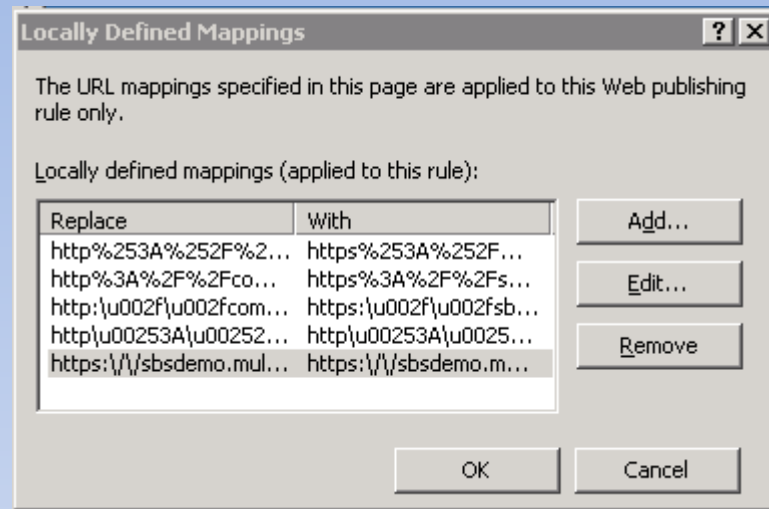 Locally Defined Mappings
The URL mappings specified in this page are applied to this Web publishing
rule only.
Locally defined mappings (applied to this rule):
Replace With
http%253A%252F%2... https%253A%252F...
http%3A%2F%2Fco... https%3A%2F%2Fs...
http:\u002f\u002fcom... https:\u002f\u002fsb...
http\u00253A\u00252... http\u00253A\u0025...
https:\/\/sbsdemo.mul... https:\/\/sbsdemo.m...
Add...
Edit...
Remove
OK Cancel